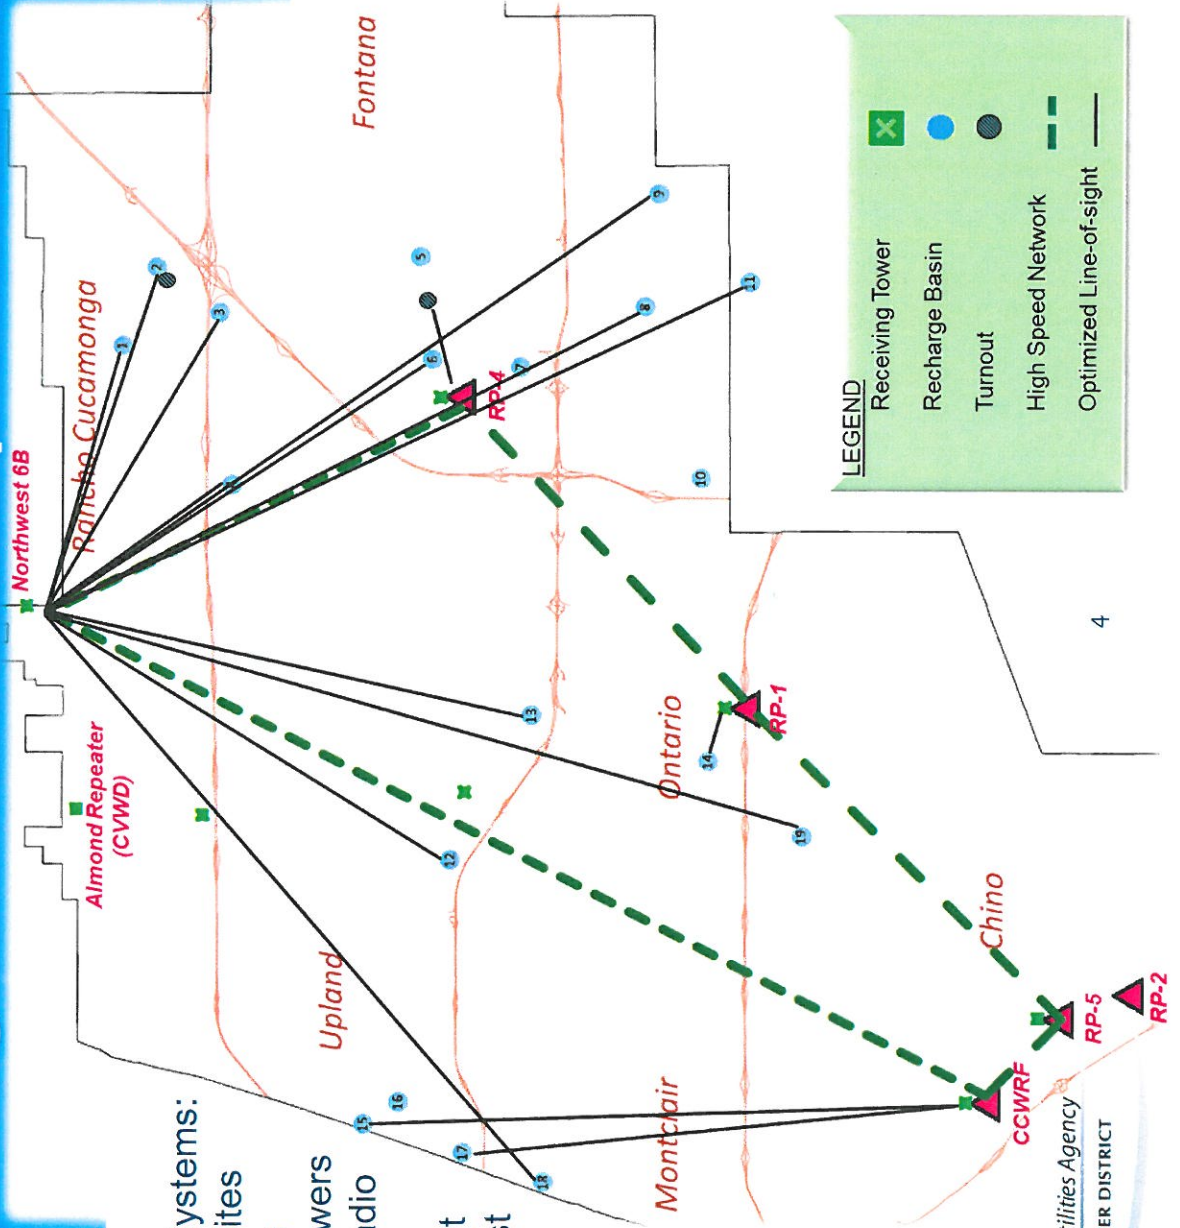 Northwest 6B
Almond Repeater
(CVWD)
Rancho Cucamonga
Fontana
Upland
Ontario
Montclair
Chino
RP-4
RP-1
CCWRF
RP-5
RP-2
1
2
3
5
6
7
8
9
10
11
12
13
14
15
16
17
18
19
ystems:
ites
wers
dio
t
st
LEGEND
Receiving Tower
Recharge Basin
Turnout
High Speed Network
Optimized Line-of-sight
4
tilities Agency
ER DISTRICT